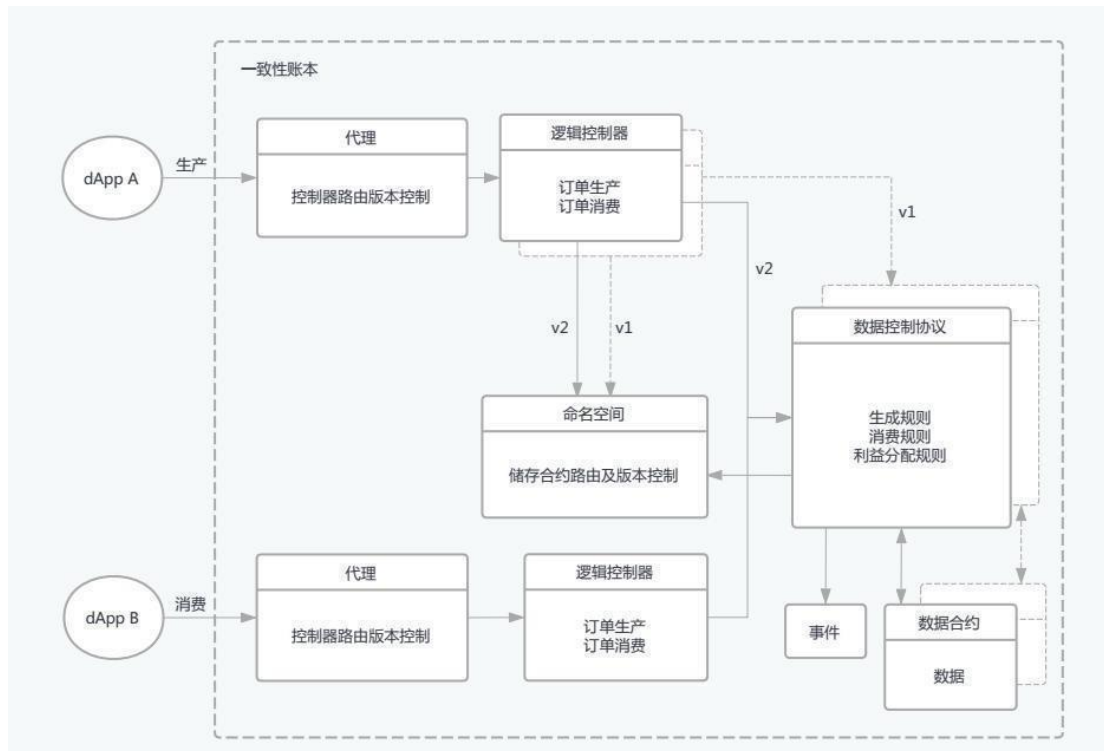 一致性账本
代理
控制器路由版本控制
逻辑控制器
订单生产
订单消费
dApp A
生产
v1
v2
v2
v1
数据控制协议
生成规则
消费规则
利益分配规则
命名空间
储存合约路由及版本控制
dApp B
消费
代理
控制器路由版本控制
逻辑控制器
订单生产
订单消费
事件
数据合约
数据